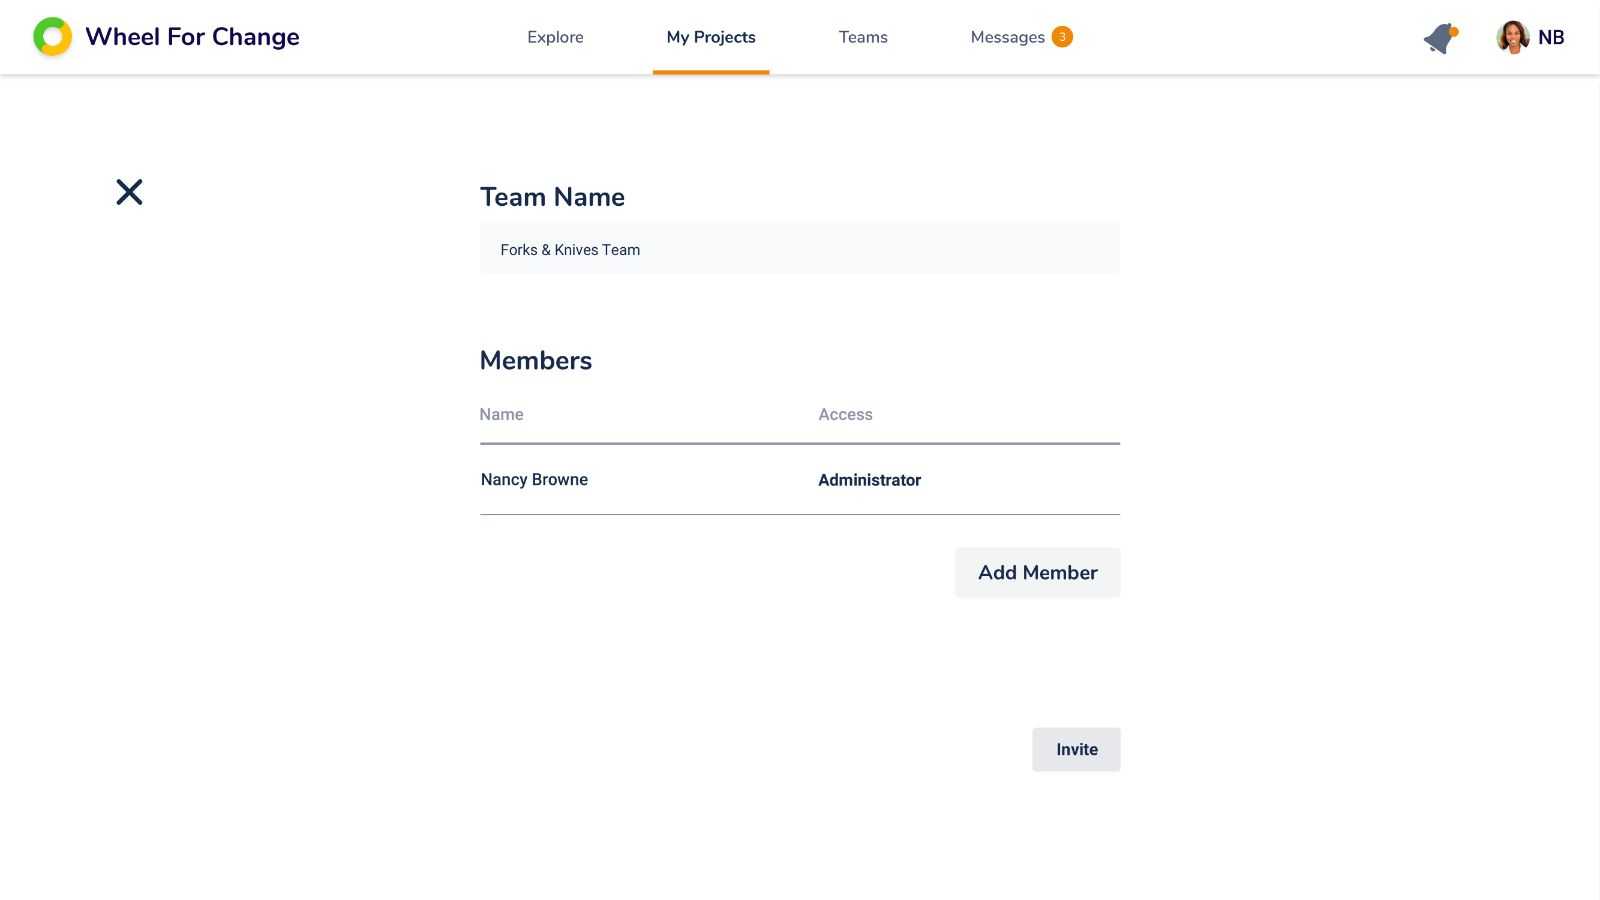 Wheel For Change
Explore
My Projects
Teams
Messages 3
NB
Team Name
Forks & Knives Team
Members
Name Access
Nancy Browne Administrator
Add Member
Invite